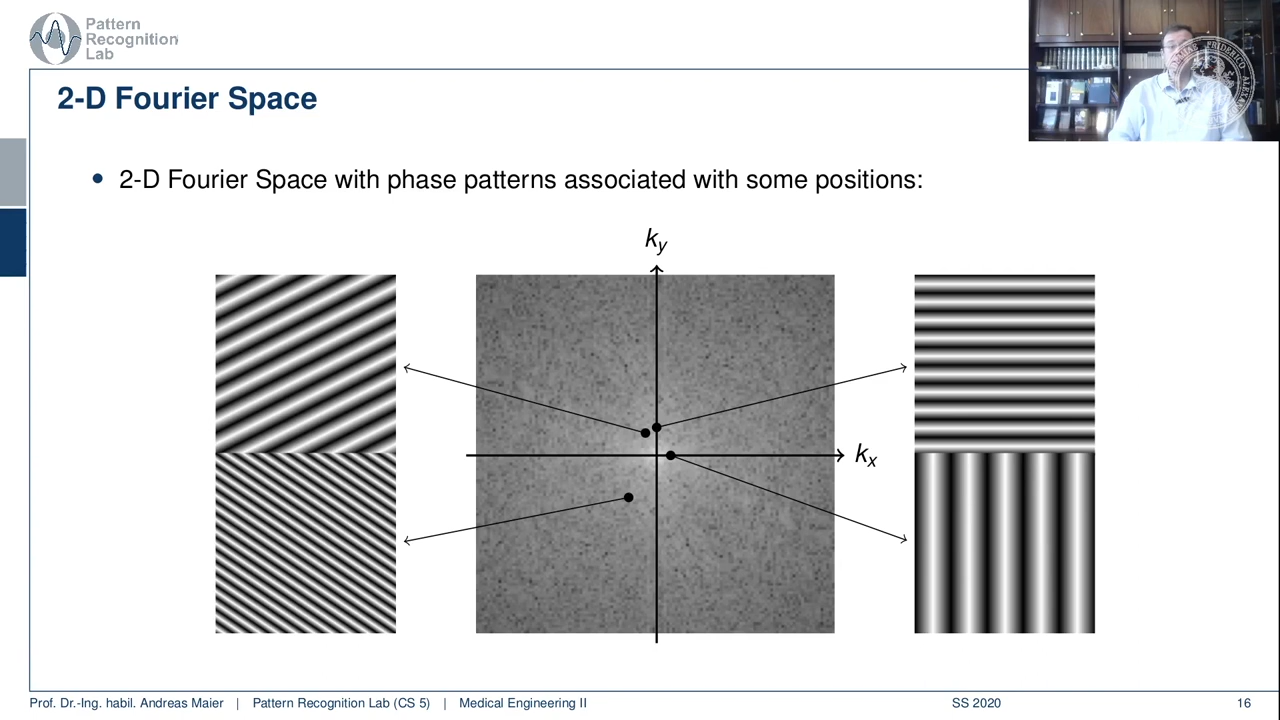 Pattern
Recognition
Lab
2-D Fourier Space
• 2-D Fourier Space with phase patterns associated with some positions:
k_y
k_x
Prof. Dr.-Ing. habil. Andreas Maier | Pattern Recognition Lab (CS 5) | Medical Engineering II SS 2020 16